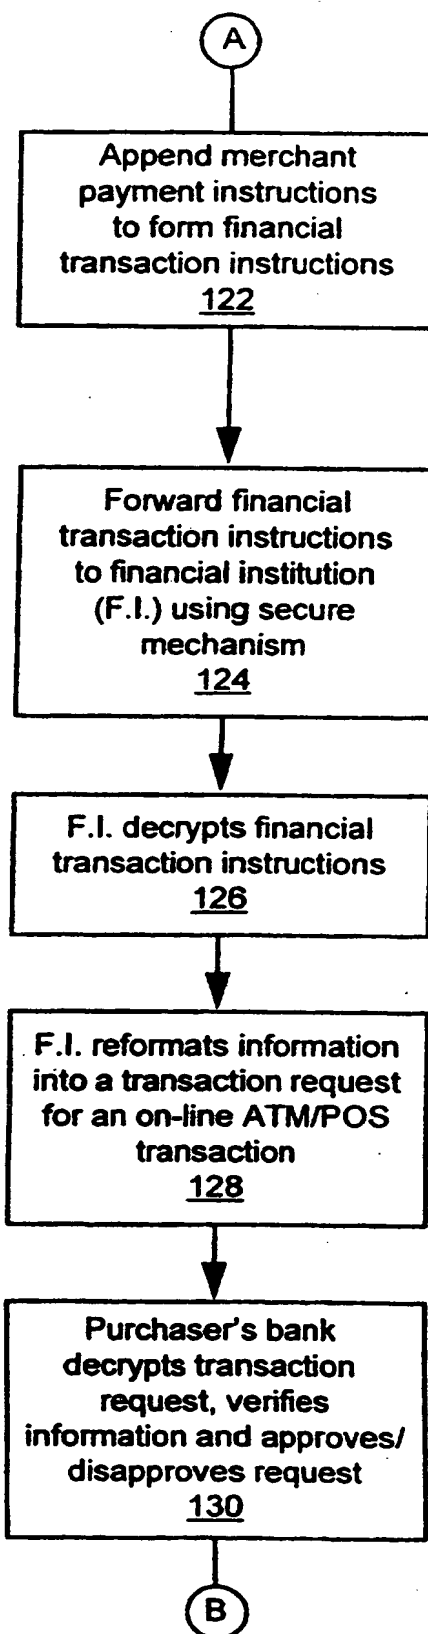 A
Append merchant
payment instructions
to form financial
transaction instructions
122
Forward financial
transaction instructions
to financial institution
(F.I.) using secure
mechanism
124
F.I. decrypts financial
transaction instructions
126
F.I. reformats information
into a transaction request
for an on-line ATM/POS
transaction
128
Purchaser's bank
decrypts transaction
request, verifies
information and approves/
disapproves request
130
B